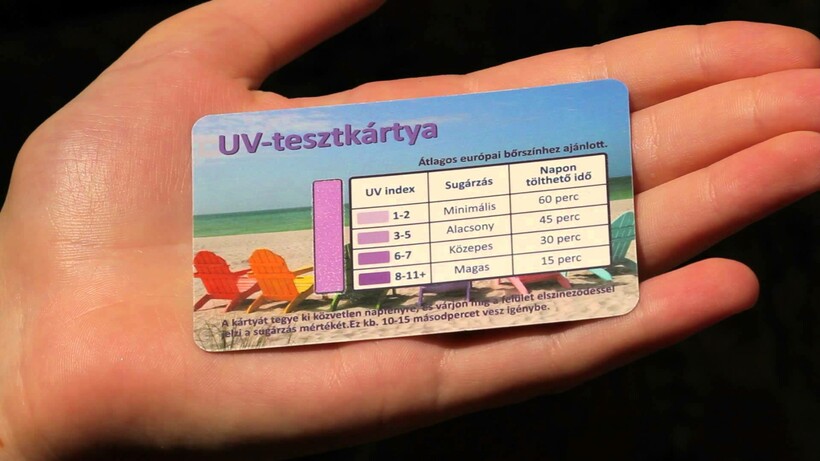 UV-tesztkártya
Átlagos európai bőrszínhez ajánlott.
UV index Sugárzás Napon tölthető idő
1-2 Minimális 60 perc
3-5 Alacsony 45 perc
6-7 Közepes 30 perc
8-11+ Magas 15 perc
A kártyát tegye ki közvetlen napfényre, és várjon míg a felület elszíneződéssel
jelzi a sugárzás mértékét.Ez kb. 10-15 másodpercet vesz igénybe.